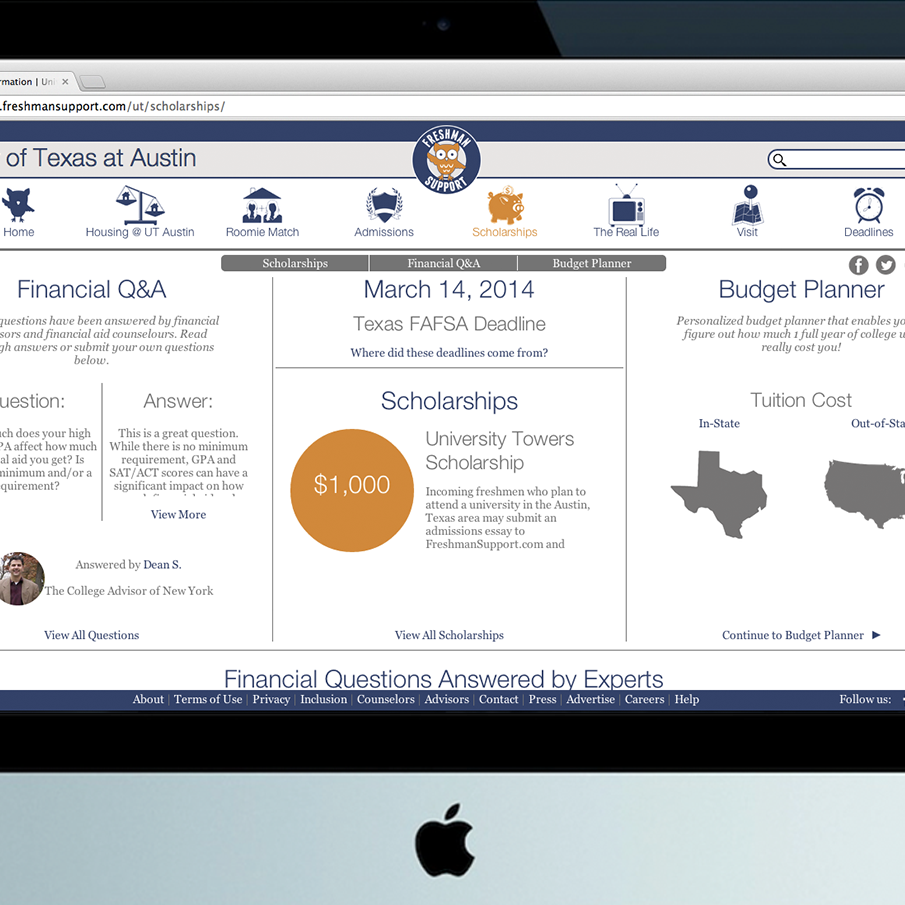 rmation | Uni
.freshmansupport.com/ut/scholarships/
of Texas at Austin
FRESHMAN
SUPPORT
Home
Housing @ UT Austin
Roomie Match
Admissions
Scholarships
The Real Life
Visit
Deadlines
Scholarships
Financial Q&A
Budget Planner
Financial Q&A
questions have been answered by financial
sors and financial aid counselours. Read
gh answers or submit your own questions
below.
uestion:
uch does your high
PA affect how much
al aid you get? Is
minimum and/or a
quirement?
Answer:
This is a great question.
While there is no minimum
requirement, GPA and
SAT/ACT scores can have a
significant impact on how
View More
Answered by Dean S.
The College Advisor of New York
View All Questions
March 14, 2014
Texas FAFSA Deadline
Where did these deadlines come from?
Scholarships
$1,000
University Towers
Scholarship
Incoming freshmen who plan to
attend a university in the Austin,
Texas area may submit an
admissions essay to
FreshmanSupport.com and
View All Scholarships
Budget Planner
Personalized budget planner that enables yo
figure out how much 1 full year of college w
really cost you!
Tuition Cost
In-State
Out-of-Sta
Continue to Budget Planner ►
Financial Questions Answered by Experts
About | Terms of Use | Privacy | Inclusion | Counselors | Advisors | Contact | Press | Advertise | Careers | Help
Follow us: